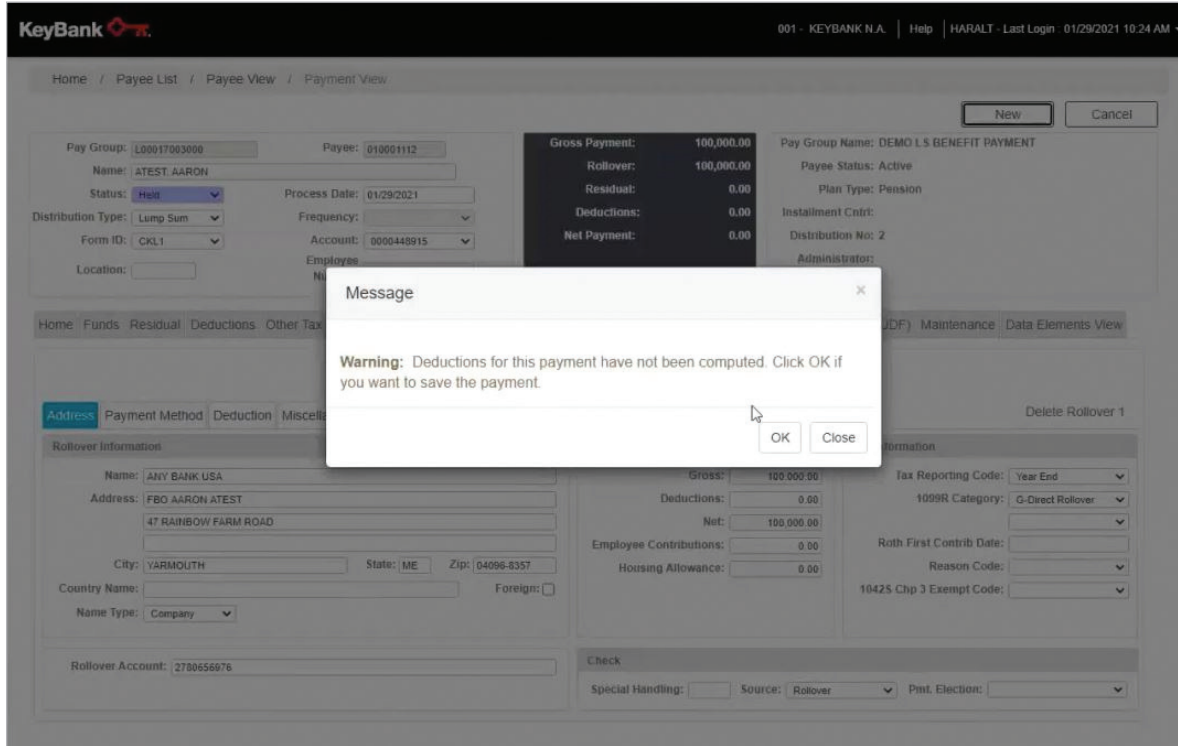 KeyBank
001 - KEYBANK N.A. | Help | HARALT - Last Login : 01/29/2021 10:24 AM
Home / Payee List / Payee View / Payment View
New Cancel
Pay Group: L00017003000 Payee: 010001112
Name: ATEST, AARON
Status: Held Process Date: 01/29/2021
Distribution Type: Lump Sum Frequency:
Form ID: CKL1 Account: 0000448915
Location: Employee
Gross Payment: 100,000.00
Rollover: 100,000.00
Residual: 0.00
Deductions: 0.00
Net Payment: 0.00
Pay Group Name: DEMO LS BENEFIT PAYMENT
Payee Status: Active
Plan Type: Pension
Installment Cntrl:
Distribution No: 2
Administrator:
Home Funds Residual Deductions Other Tax UDF) Maintenance Data Elements View
Message ×
Warning: Deductions for this payment have not been computed. Click OK if
you want to save the payment.
OK Close
Address Payment Method Deduction Miscella Delete Rollover 1
Rollover Information
Name: ANY BANK USA
Address: FBO AARON ATEST
47 RAINBOW FARM ROAD
City: YARMOUTH State: ME Zip: 04096-8357
Country Name: Foreign:
Name Type: Company
Gross: 100,000.00
Deductions: 0.00
Net: 100,000.00
Employee Contributions: 0.00
Housing Allowance: 0.00
formation
Tax Reporting Code: Year End
1099R Category: G-Direct Rollover
Roth First Contrib Date:
Reason Code:
1042S Chp 3 Exempt Code:
Rollover Account: 2780656976
Check
Special Handling: Source: Rollover Pmt. Election: